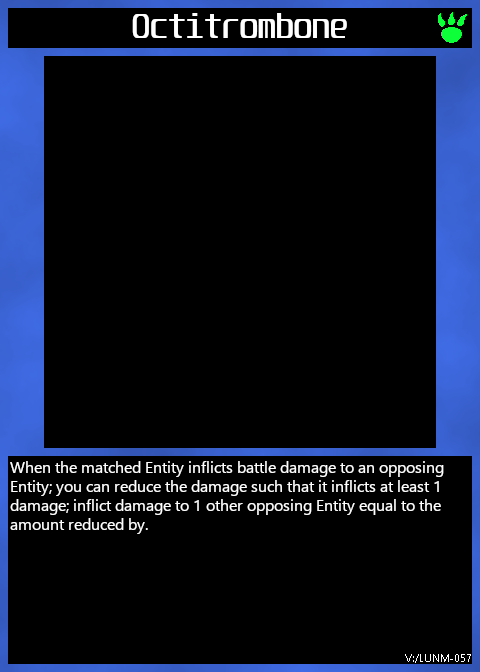 Octitrombone
When the matched Entity inflicts battle damage to an opposing
Entity; you can reduce the damage such that it inflicts at least 1
damage; inflict damage to 1 other opposing Entity equal to the
amount reduced by.
V:/LUNM-057